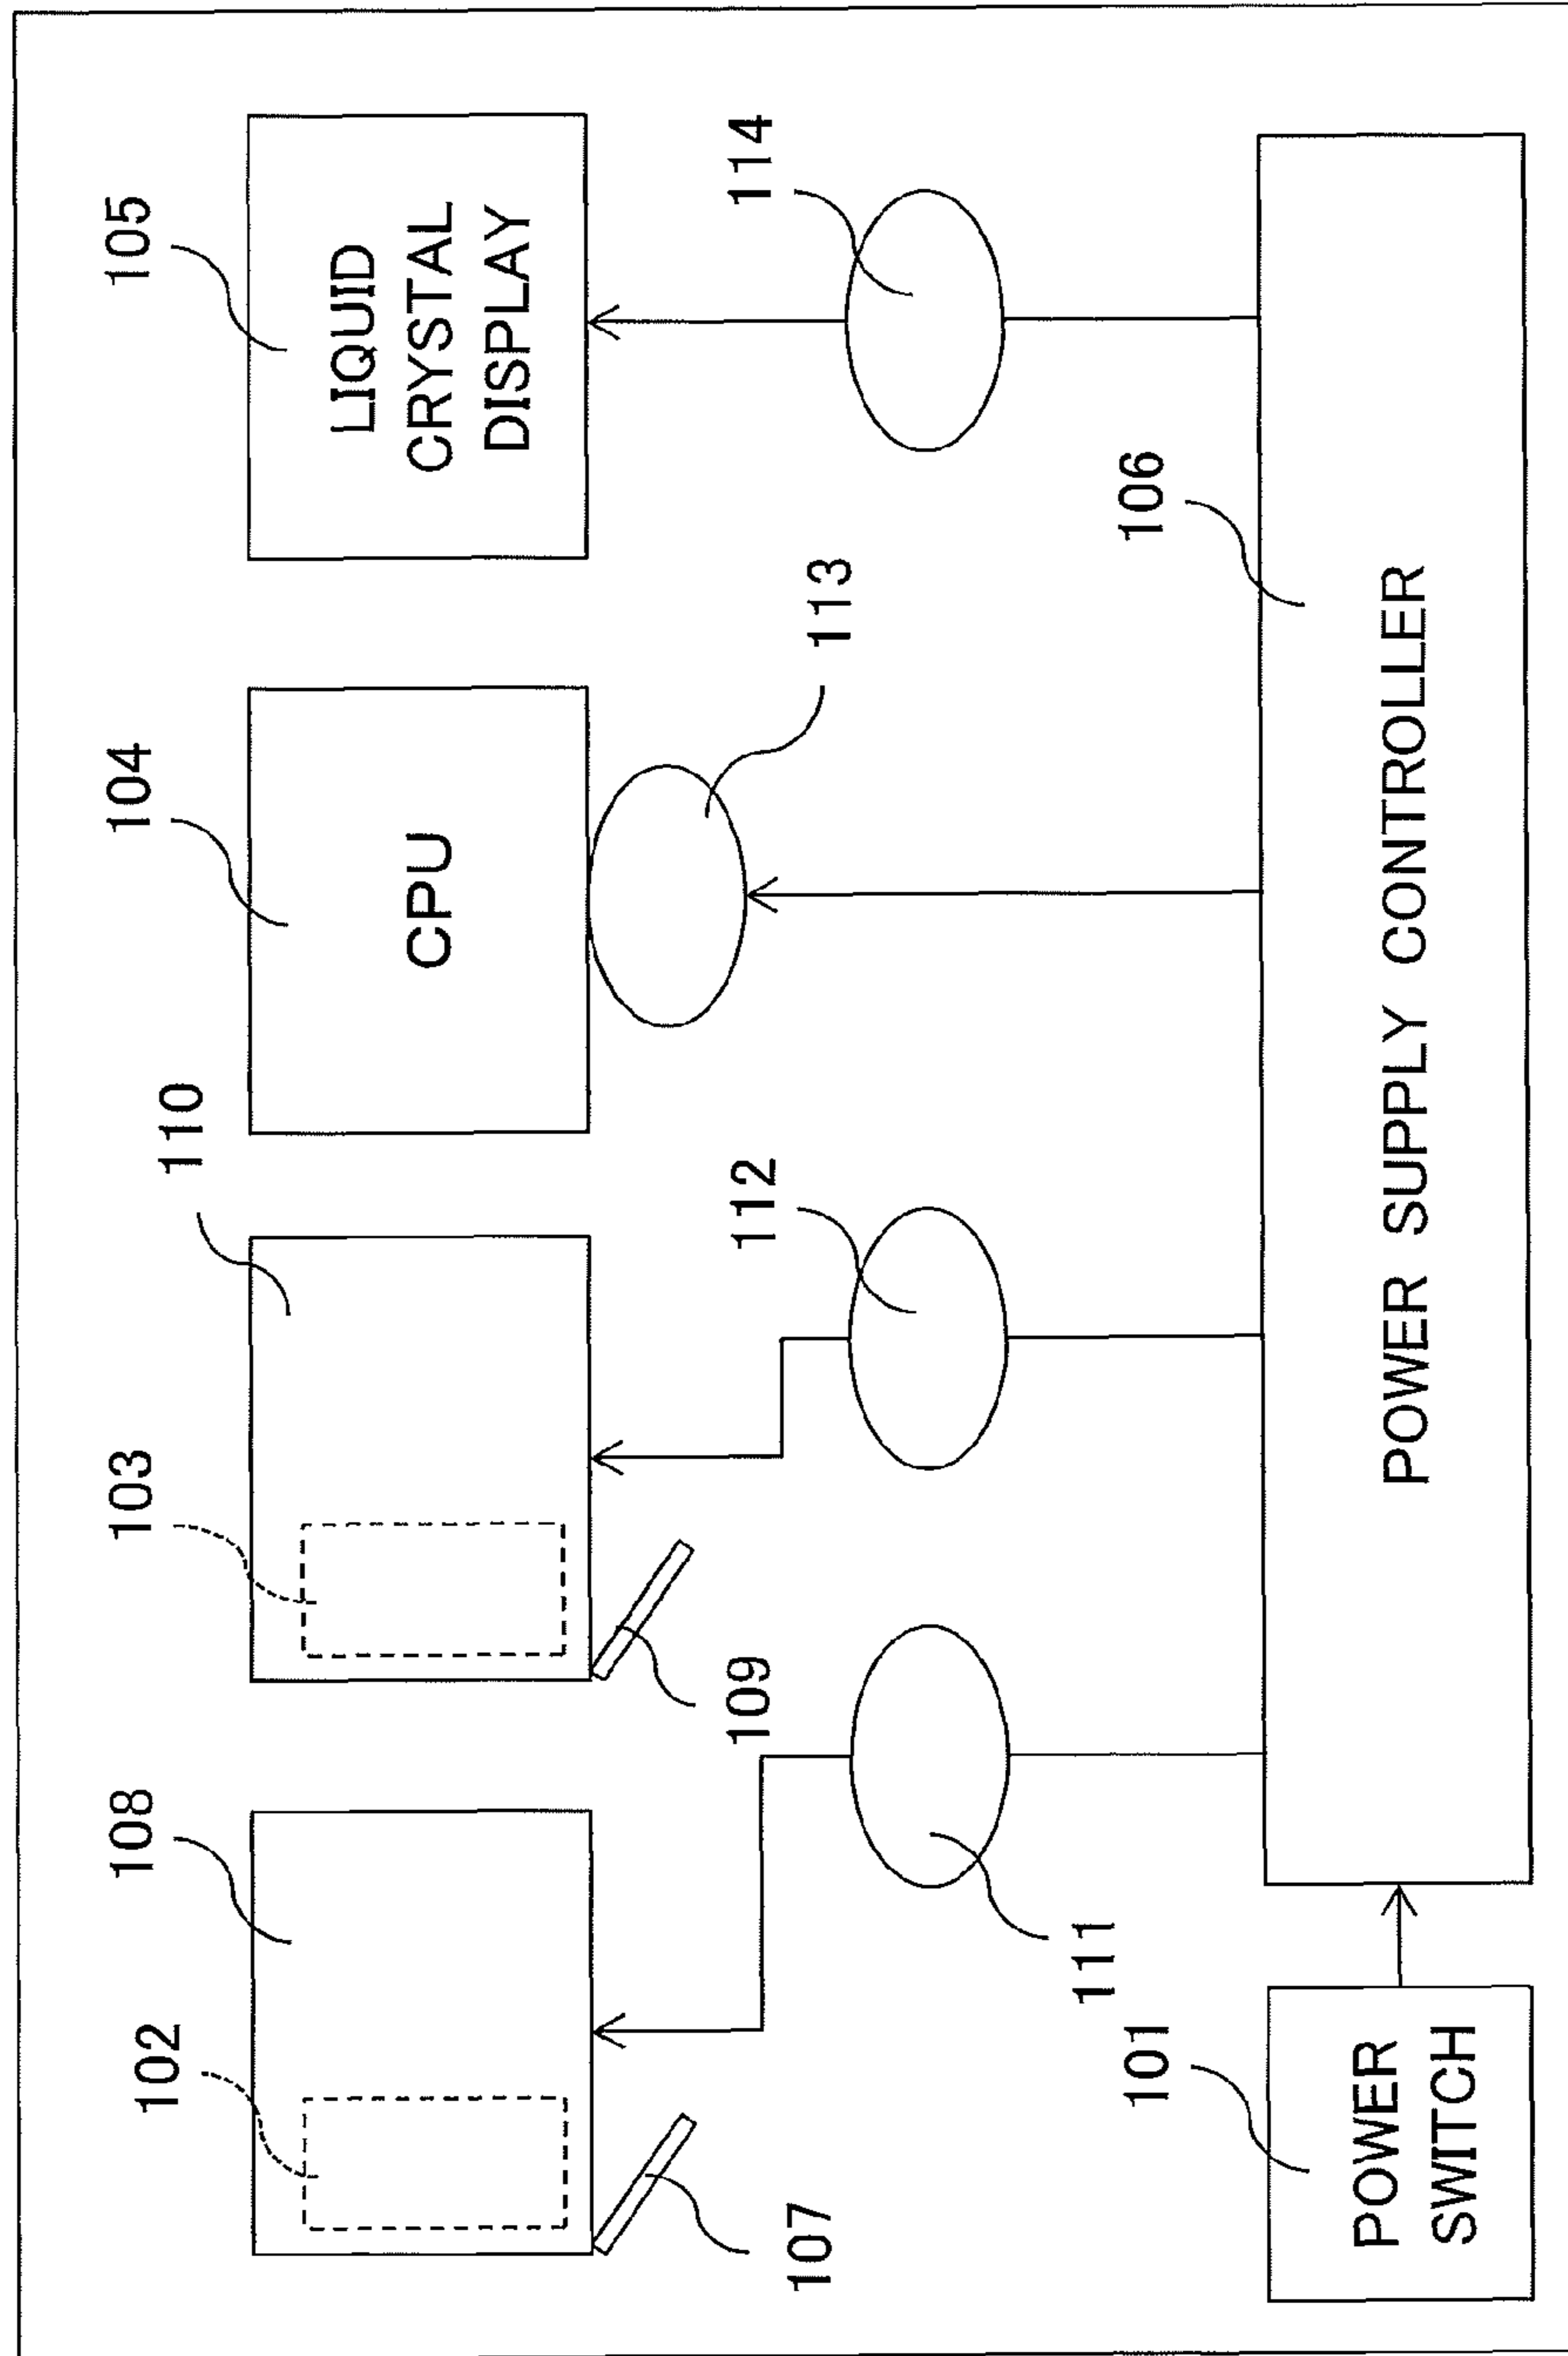 102
108
103
110
104
105
LIQUID
CRYSTAL
DISPLAY
CPU
107
109
112
113
114
111
106
101
POWER
SWITCH
POWER SUPPLY CONTROLLER